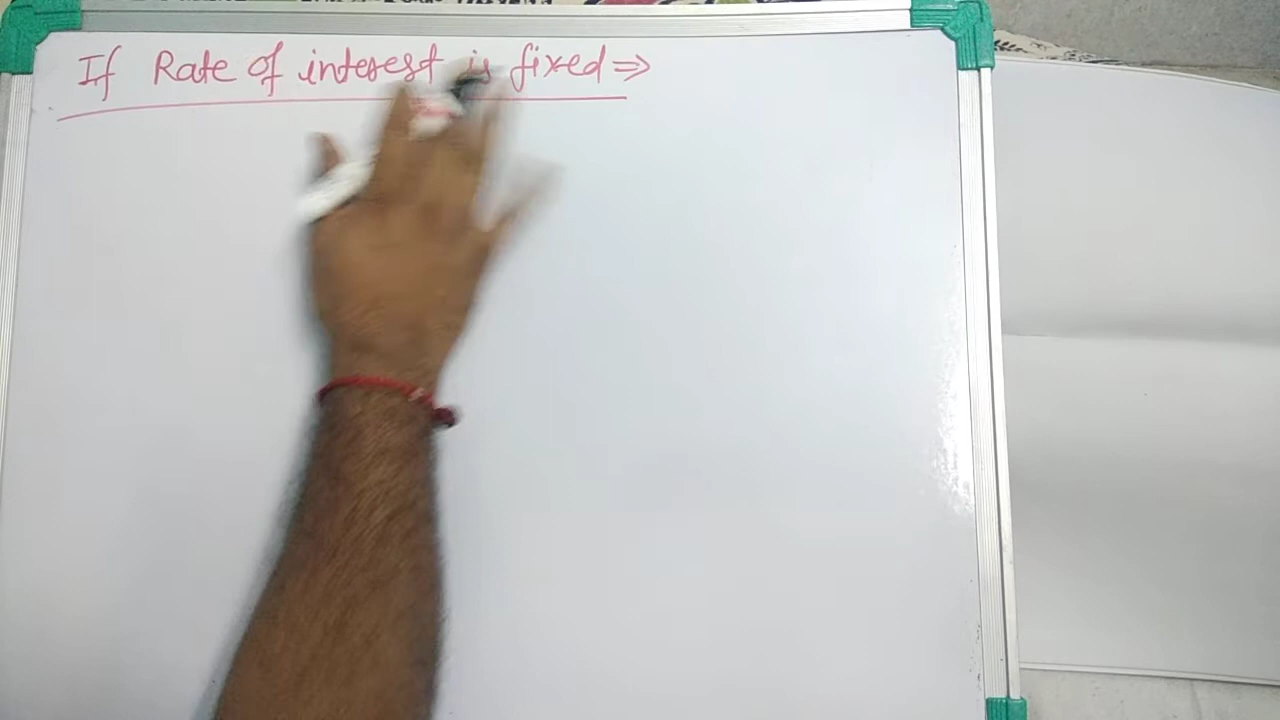 If Rate of interest is fixed ⇒